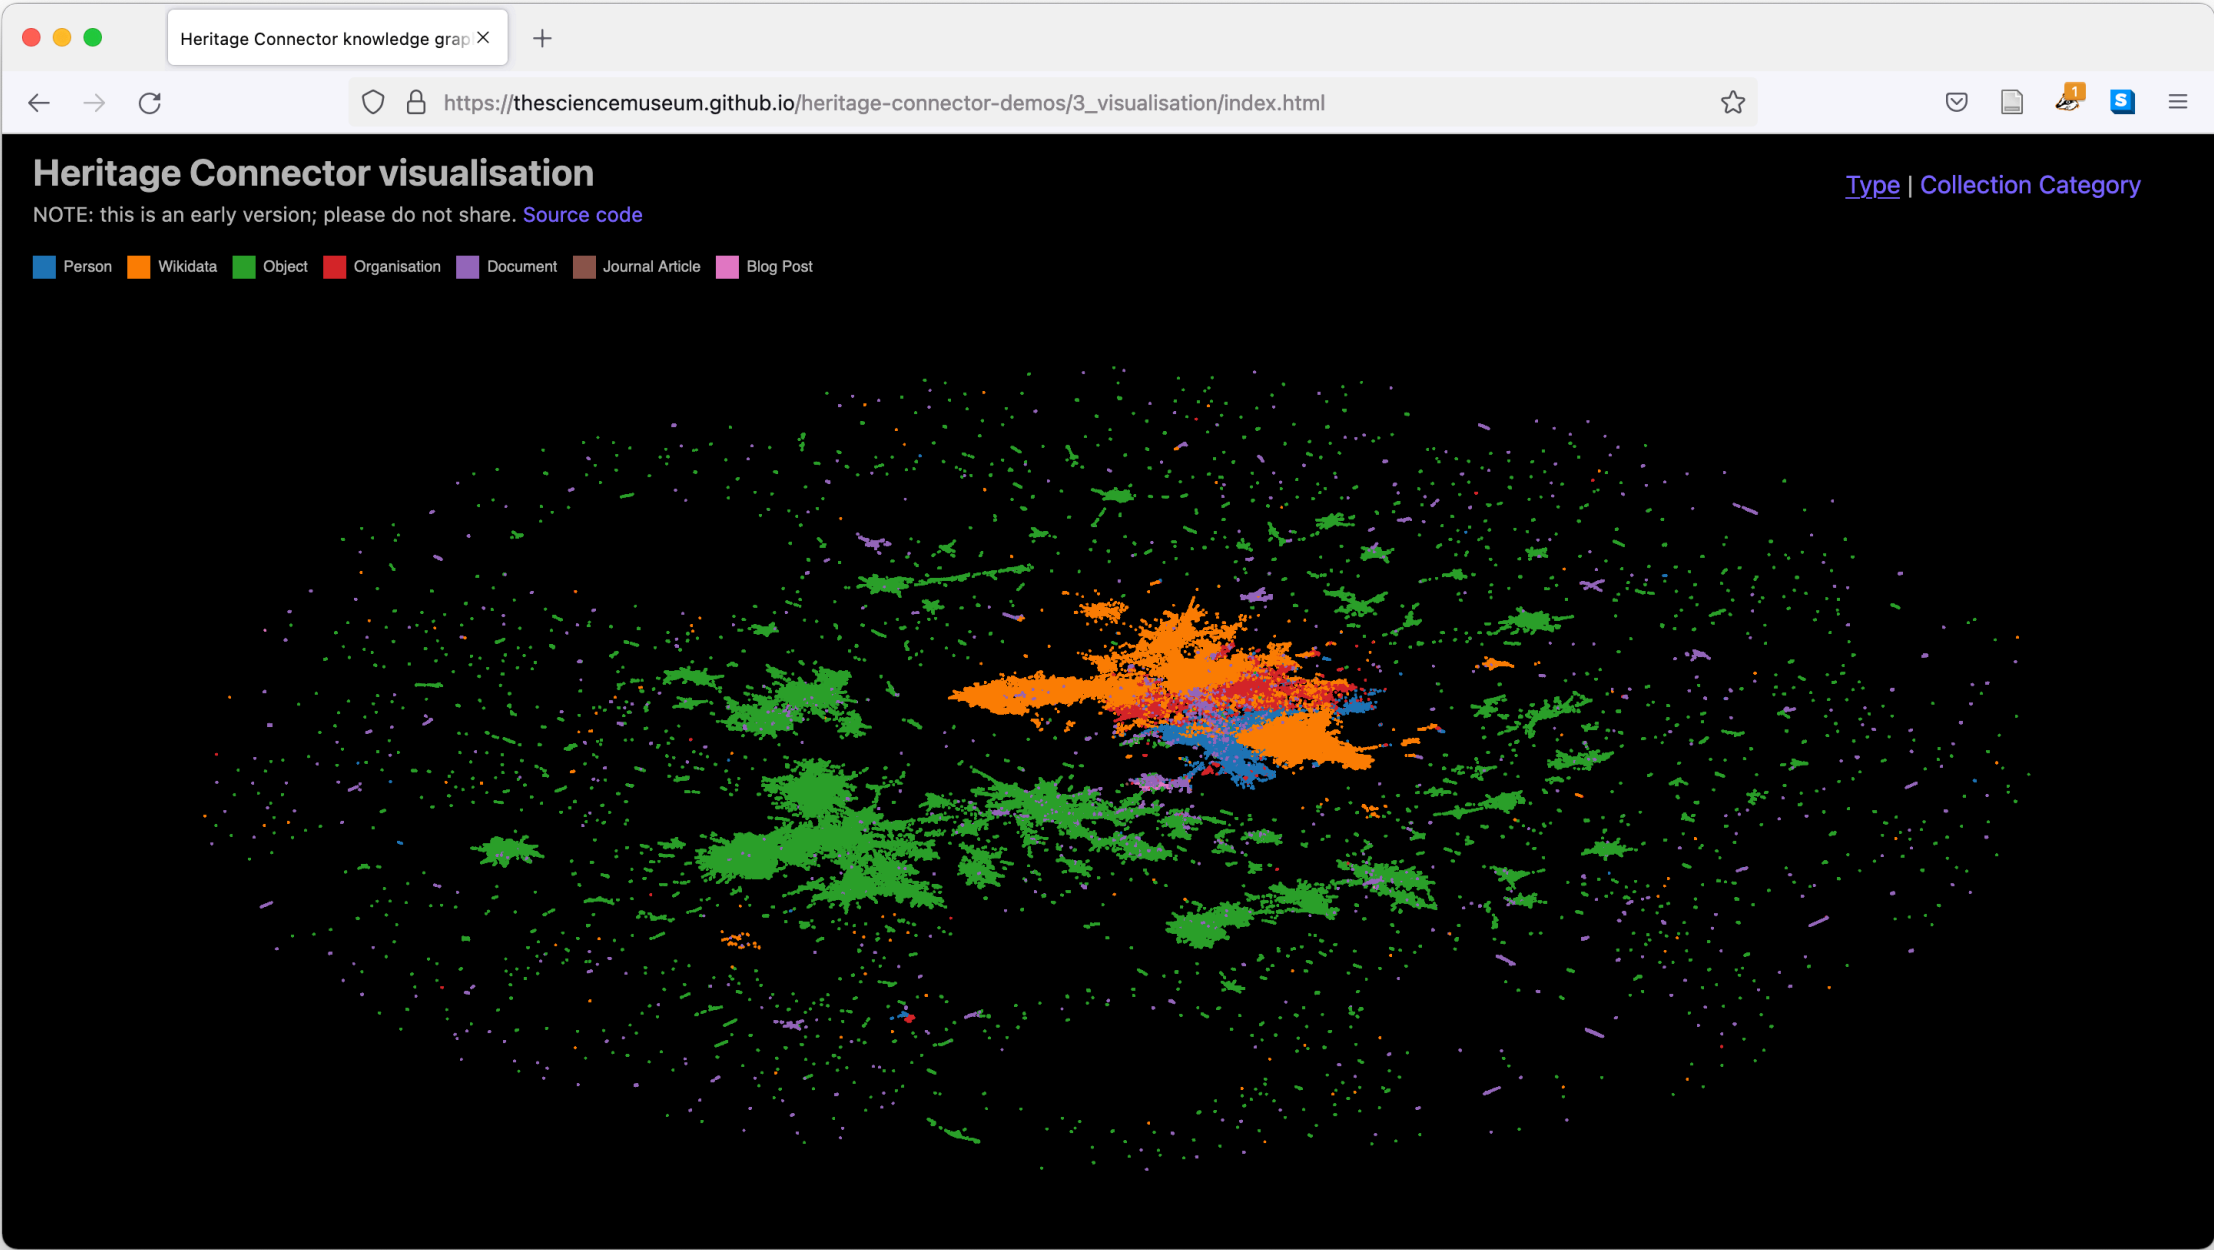 Heritage Connector knowledge grap
https://thesciencemuseum.github.io/heritage-connector-demos/3_visualisation/index.html
1
S
Heritage Connector visualisation
Type | Collection Category
NOTE: this is an early version; please do not share. Source code
Person Wikidata Object Organisation Document Journal Article Blog Post